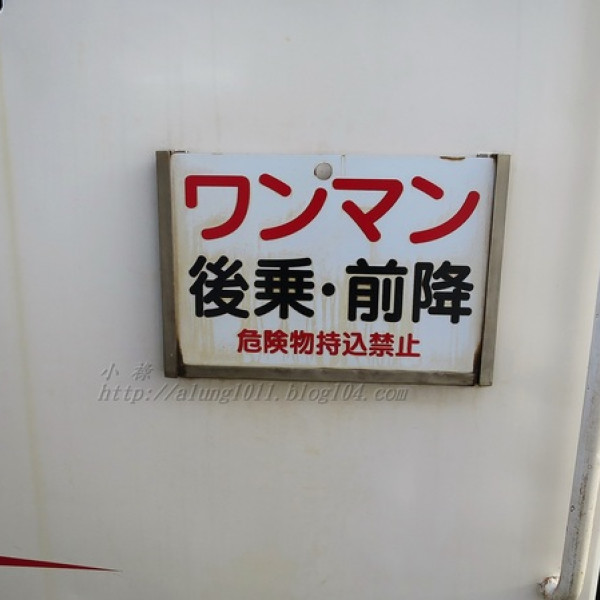 ワンマン
後乗・前降
危険物持込禁止
小 祿
http://alung1011.blog104.com